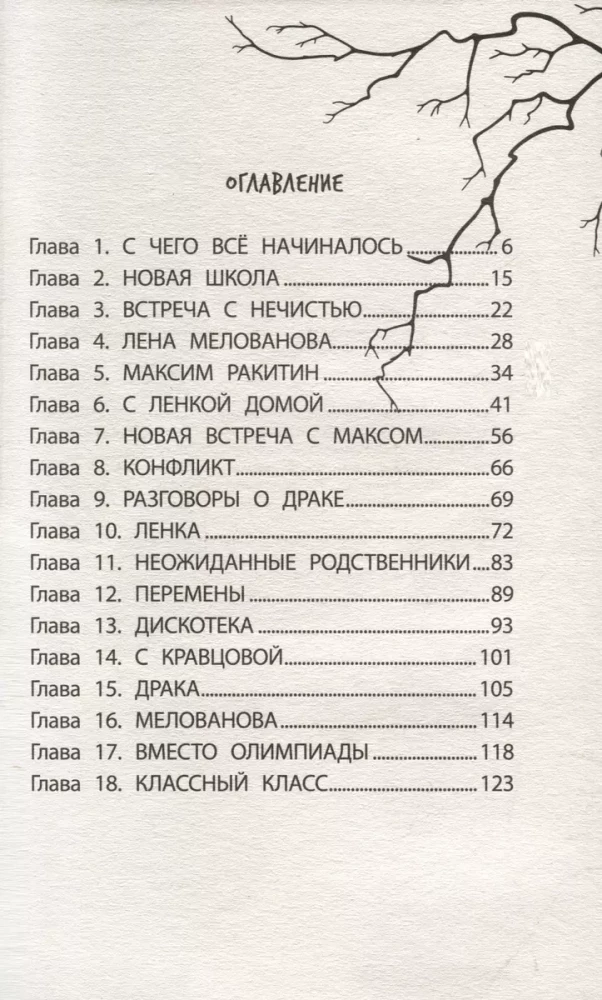 ОГЛАВЛЕНИЕ
Глава 1. С ЧЕГО ВСЁ НАЧИНАЛОСЬ 6
Глава 2. НОВАЯ ШКОЛА 15
Глава 3. ВСТРЕЧА С НЕЧИСТЬЮ 22
Глава 4. ЛЕНА МЕЛОВАНОВА 28
Глава 5. МАКСИМ РАКИТИН 34
Глава 6. С ЛЕНКОЙ ДОМОЙ 41
Глава 7. НОВАЯ ВСТРЕЧА С МАКСОМ 56
Глава 8. КОНФЛИКТ 66
Глава 9. РАЗГОВОРЫ О ДРАКЕ 69
Глава 10. ЛЕНКА 72
Глава 11. НЕОЖИДАННЫЕ РОДСТВЕННИКИ 83
Глава 12. ПЕРЕМЕНЫ 89
Глава 13. ДИСКОТЕКА 93
Глава 14. С КРАВЦОВОЙ 101
Глава 15. ДРАКА 105
Глава 16. МЕЛОВАНОВА 114
Глава 17. ВМЕСТО ОЛИМПИАДЫ 118
Глава 18. КЛАССНЫЙ КЛАСС 123